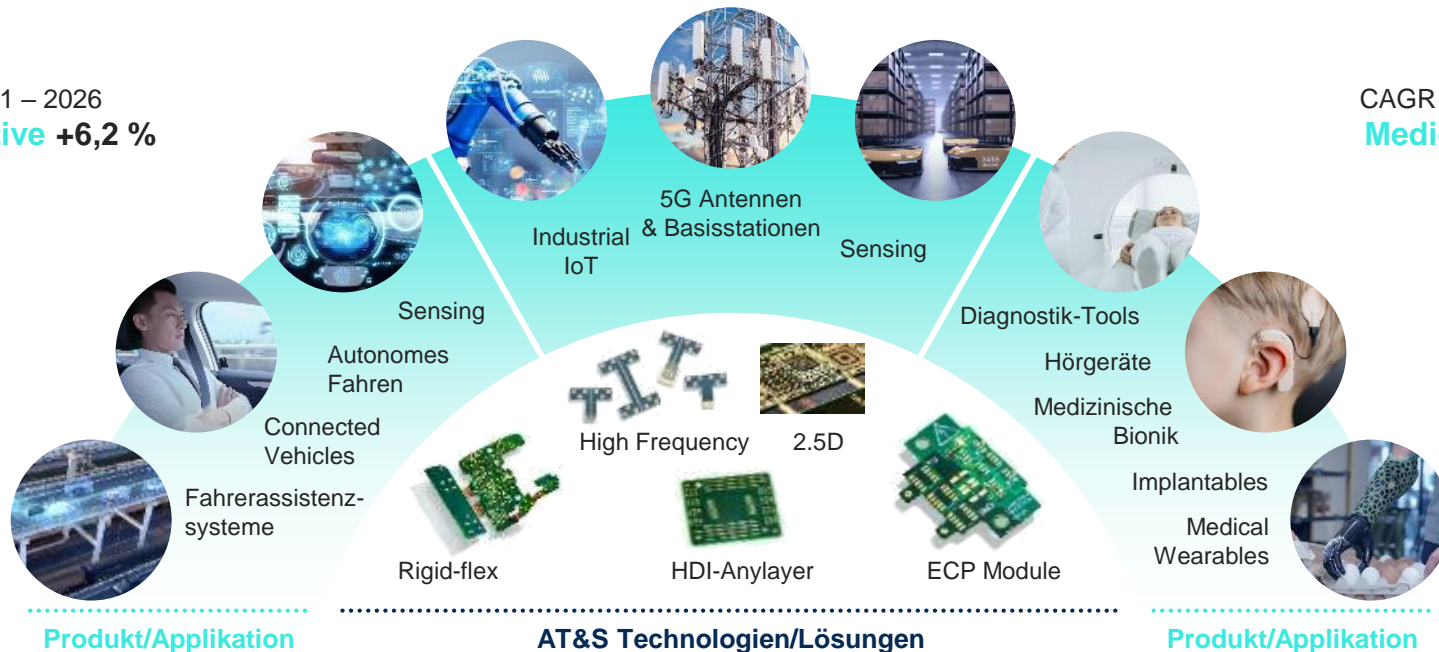 1 – 2026
tive +6,2 %
CAGR
Medi
5G Antennen
& Basisstationen
Industrial
IoT
Sensing
Sensing
Autonomes
Fahren
Connected
Vehicles
Fahrerassistenz-
systeme
Diagnostik-Tools
Hörgeräte
Medizinische
Bionik
Implantables
Medical
Wearables
High Frequency
2.5D
Rigid-flex
HDI-Anylayer
ECP Module
Produkt/Applikation
AT&S Technologien/Lösungen
Produkt/Applikation